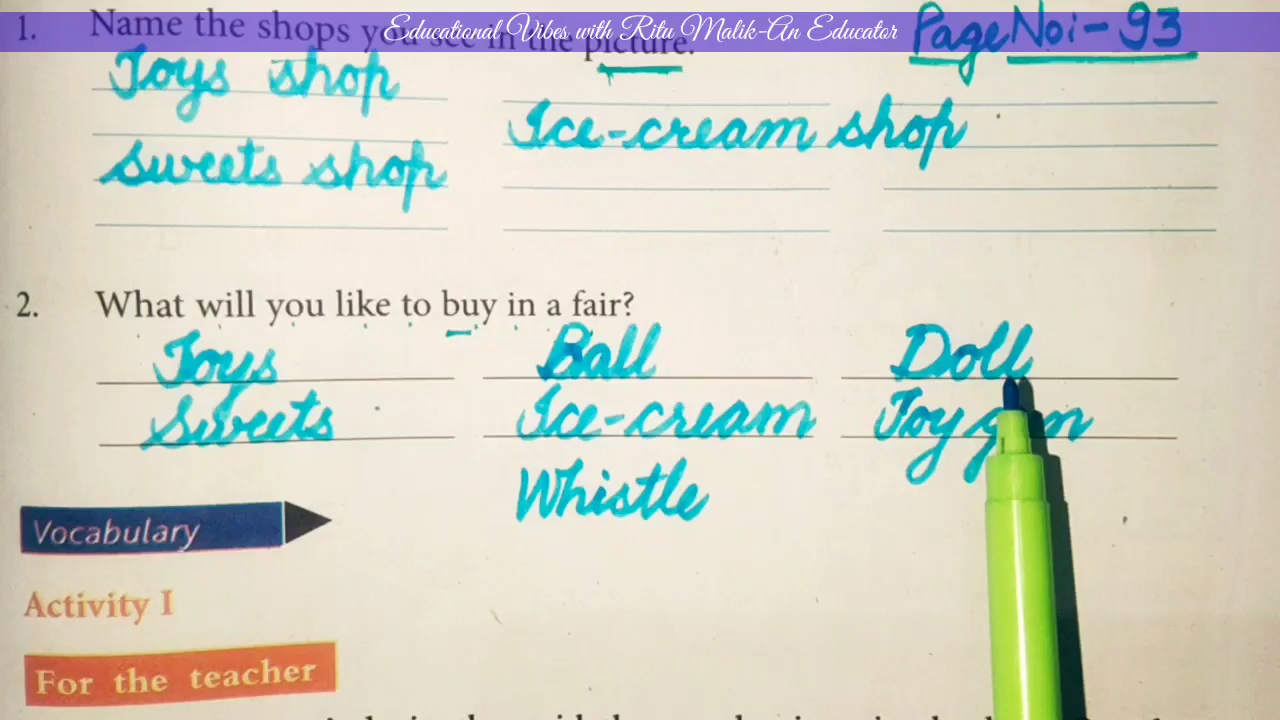 Educational Vibes with Ritu Malik-An Educator
1. Name the shops you see in the picture.
Page No:- 93
Toys shop
Ice-cream shop
Sweets shop
2. What will you like to buy in a fair?
Toys Ball Doll
Sweets Ice-cream Toy
Whistle
Vocabulary
Activity I
For the teacher